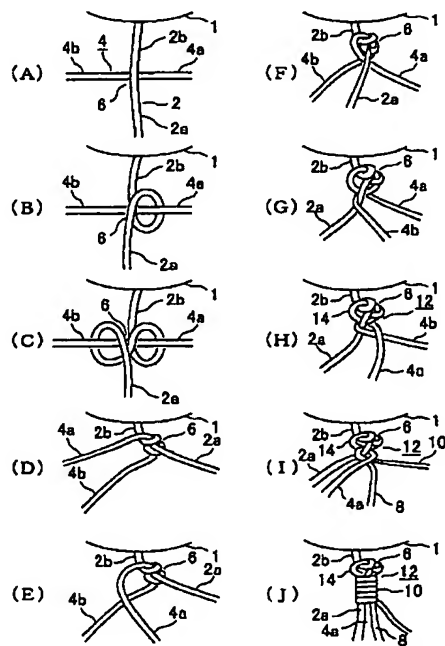 (A) 4b 4 2b 4a 1 6 2 2a
(B) 4b 2b 4a 1 6 2a
(C) 4b 6 2b 4a 1 2a
(D) 4a 2b 6 1 2a 4b
(E) 2b 6 1 2a 4b 4a
(F) 2b 6 1 4b 4a 2a
(G) 2b 6 1 4a 2a 4b
(H) 2b 6 1 14 12 4b 2a 4a
(I) 2b 6 1 14 12 10 2a 4a 8
(J) 2b 6 1 14 12 10 2a 4a 8